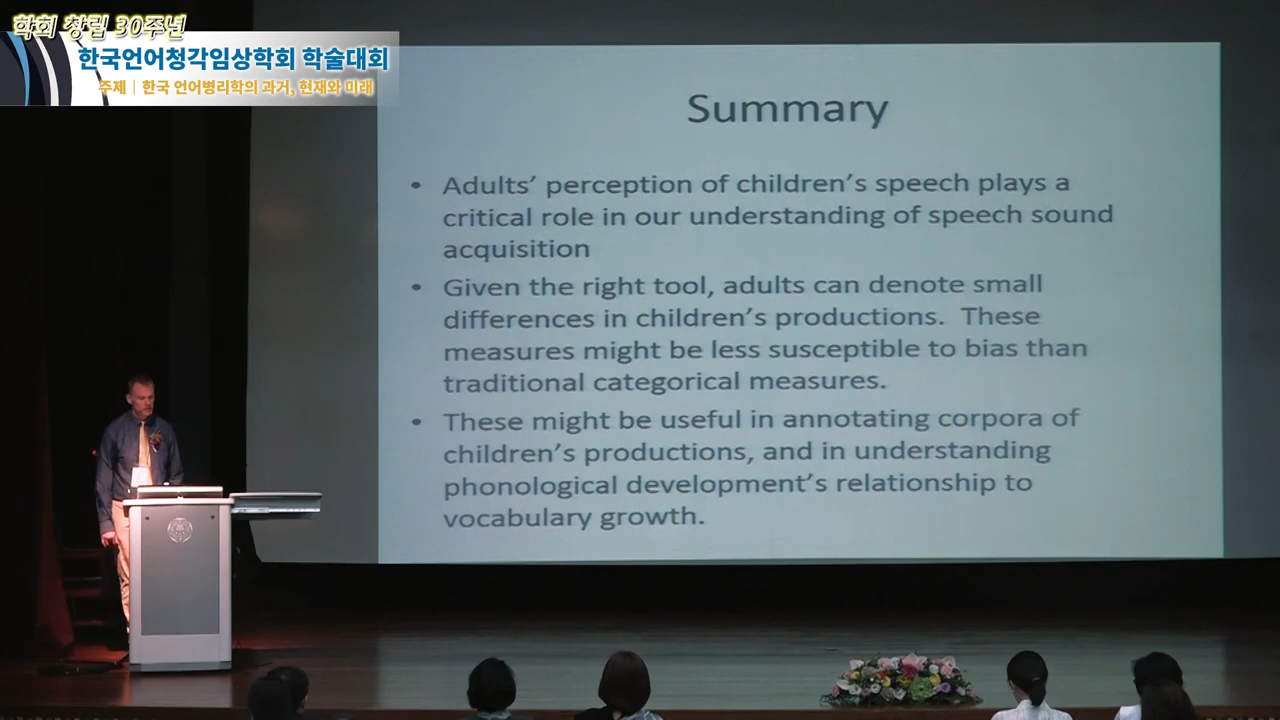 학회 창립 30주년
한국언어청각임상학회 학술대회
주제 | 한국 언어병리학의 과거, 현재와 미래
Summary
• Adults’ perception of children’s speech plays a
critical role in our understanding of speech sound
acquisition
• Given the right tool, adults can denote small
differences in children’s productions.  These
measures might be less susceptible to bias than
traditional categorical measures.
• These might be useful in annotating corpora of
children’s productions, and in understanding
phonological development’s relationship to
vocabulary growth.